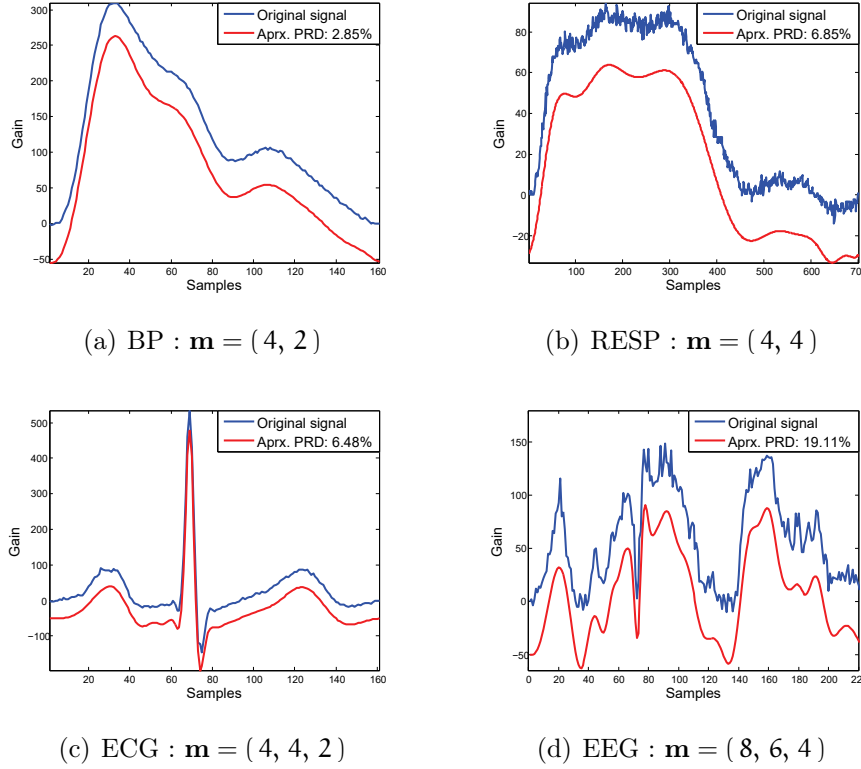 Original signal
Aprx. PRD: 2.85%
Gain
300
250
200
150
100
50
0
−50
20 40 60 80 100 120 140 160
Samples
(a) BP : m = (4, 2)
Original signal
Aprx. PRD: 6.85%
Gain
80
60
40
20
0
−20
100 200 300 400 500 600 700
Samples
(b) RESP : m = (4, 4)
Original signal
Aprx. PRD: 6.48%
Gain
500
400
300
200
100
0
−100
20 40 60 80 100 120 140 160
Samples
(c) ECG : m = (4, 4, 2)
Original signal
Aprx. PRD: 19.11%
Gain
150
100
50
0
−50
0 20 40 60 80 100 120 140 160 180 200 220
Samples
(d) EEG : m = (8, 6, 4)